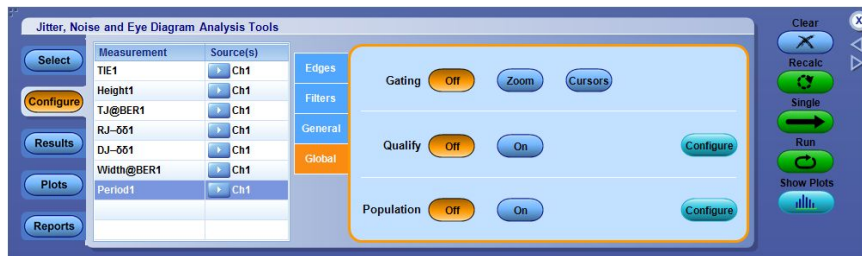 Jitter, Noise and Eye Diagram Analysis Tools
Clear
X
Select
Measurement Source(s)
TIE1 Ch1
Height1 Ch1
TJ@BER1 Ch1
RJ–δδ1 Ch1
DJ–δδ1 Ch1
Width@BER1 Ch1
Period1 Ch1
Configure
Results
Plots
Reports
Edges
Filters
General
Global
Gating Off Zoom Cursors
Qualify Off On Configure
Population Off On Configure
Recalc
Single
Run
Show Plots